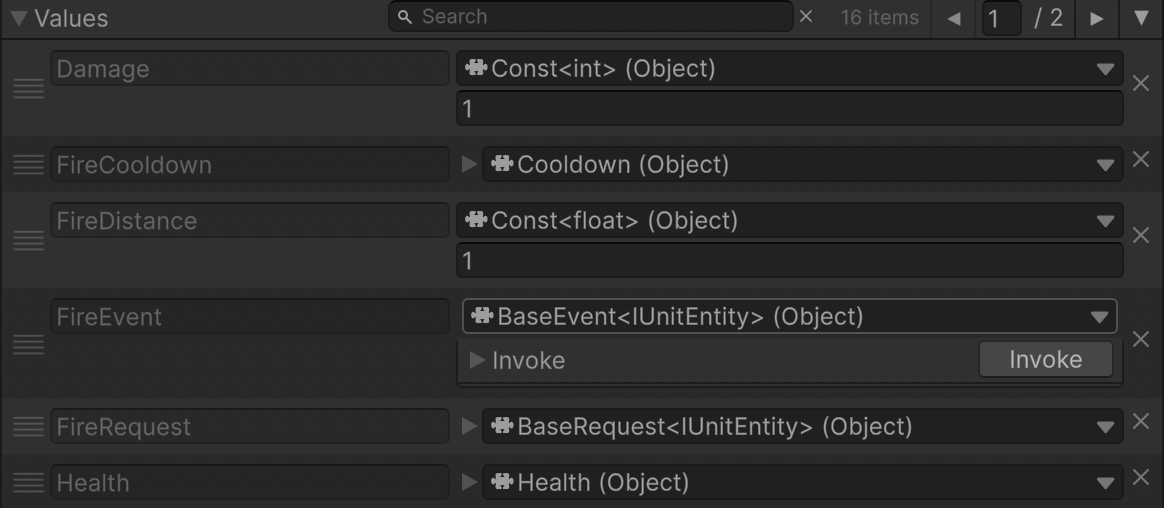 Values Search 16 items 1 / 2
Damage Const<int> (Object)
1
FireCooldown Cooldown (Object)
FireDistance Const<float> (Object)
1
FireEvent BaseEvent<IUnitEntity> (Object)
Invoke Invoke
FireRequest BaseRequest<IUnitEntity> (Object)
Health Health (Object)